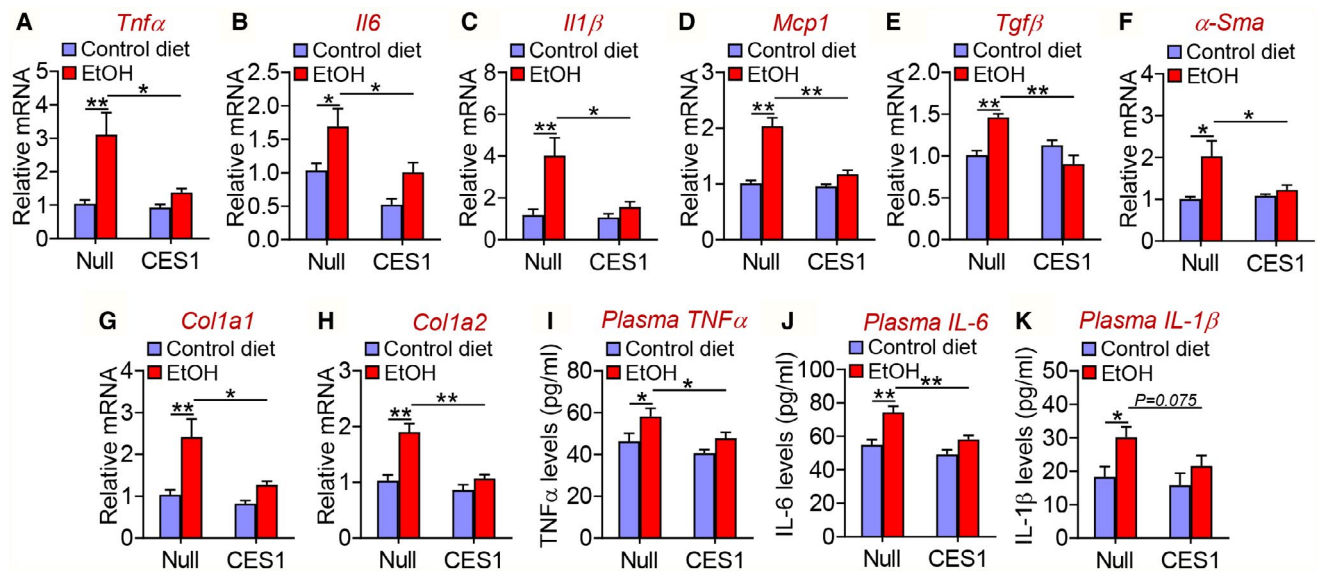 A Tnfα
Control diet
EtOH
Relative mRNA
5
4
3
2
1
0
** *
Null CES1
B Il6
Control diet
EtOH
Relative mRNA
2.5
2.0
1.5
1.0
0.5
0.0
* *
Null CES1
C Il1β
Control diet
EtOH
Relative mRNA
8
6
4
2
0
** *
Null CES1
D Mcp1
Control diet
EtOH
Relative mRNA
3
2
1
0
** **
Null CES1
E Tgfβ
Control diet
EtOH
Relative mRNA
2.0
1.5
1.0
0.5
0.0
** **
Null CES1
F α-Sma
Control diet
EtOH
Relative mRNA
4
3
2
1
0
* *
Null CES1
G Col1a1
Control diet
EtOH
Relative mRNA
4
3
2
1
0
** *
Null CES1
H Col1a2
Control diet
EtOH
Relative mRNA
3
2
1
0
** **
Null CES1
I Plasma TNFα
Control diet
EtOH
TNFα levels (pg/ml)
80
60
40
20
0
* *
Null CES1
J Plasma IL-6
Control diet
EtOH
IL-6 levels (pg/ml)
100
80
60
40
20
0
** **
Null CES1
K Plasma IL-1β
Control diet
EtOH
IL-1β levels (pg/ml)
50
40
30
20
10
0
* P=0.075
Null CES1